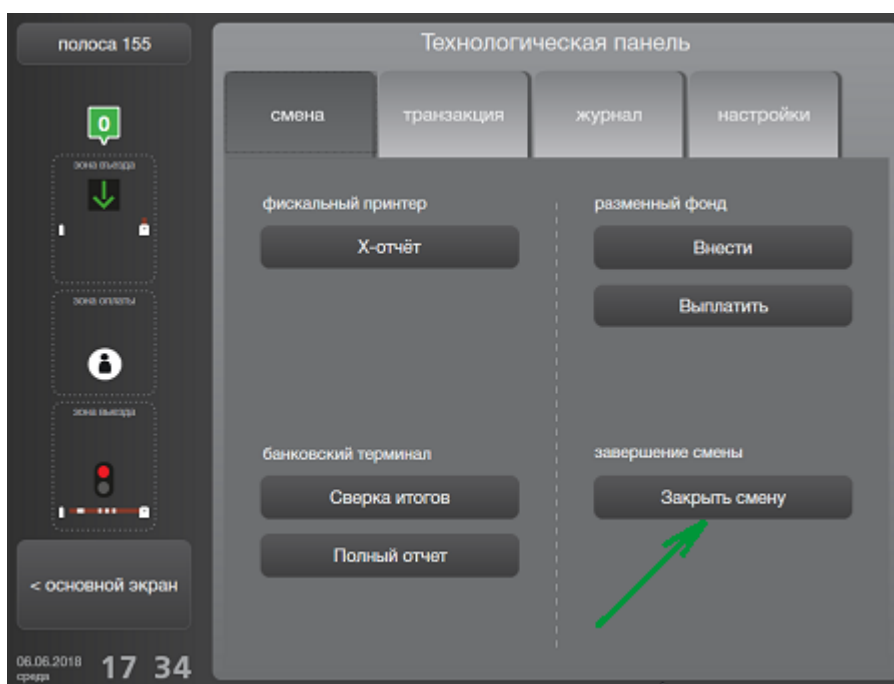 полоса 155
0
зона въезда
зона оплаты
зона выезда
< основной экран
06.06.2018
среда
17 34
Технологическая панель
смена
транзакция
журнал
настройки
фискальный принтер
Х-отчёт
разменный фонд
Внести
Выплатить
банковский терминал
Сверка итогов
Полный отчет
завершение смены
Закрыть смену